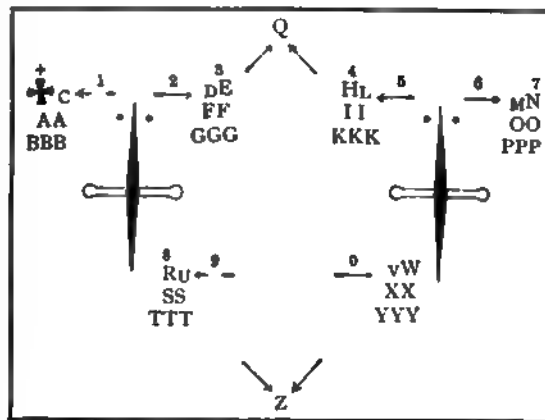 Q
+ 1 2 3 4 5 6 7
C DE HL MN
AA FF II OO
BBB GGG KKK PPP
8 9 0
RU vW
SS XX
TTT YYY
Z